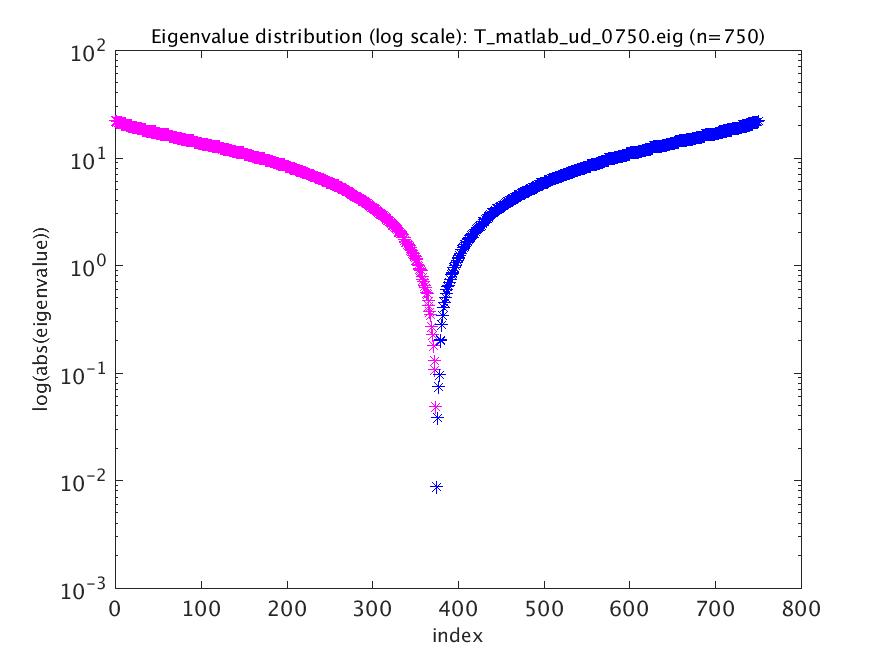 Eigenvalue distribution (log scale): T_matlab_ud_0750.eig (n=750)
10^2
10^1
10^0
10^-1
10^-2
10^-3
log(abs(eigenvalue))
0 100 200 300 400 500 600 700 800
index